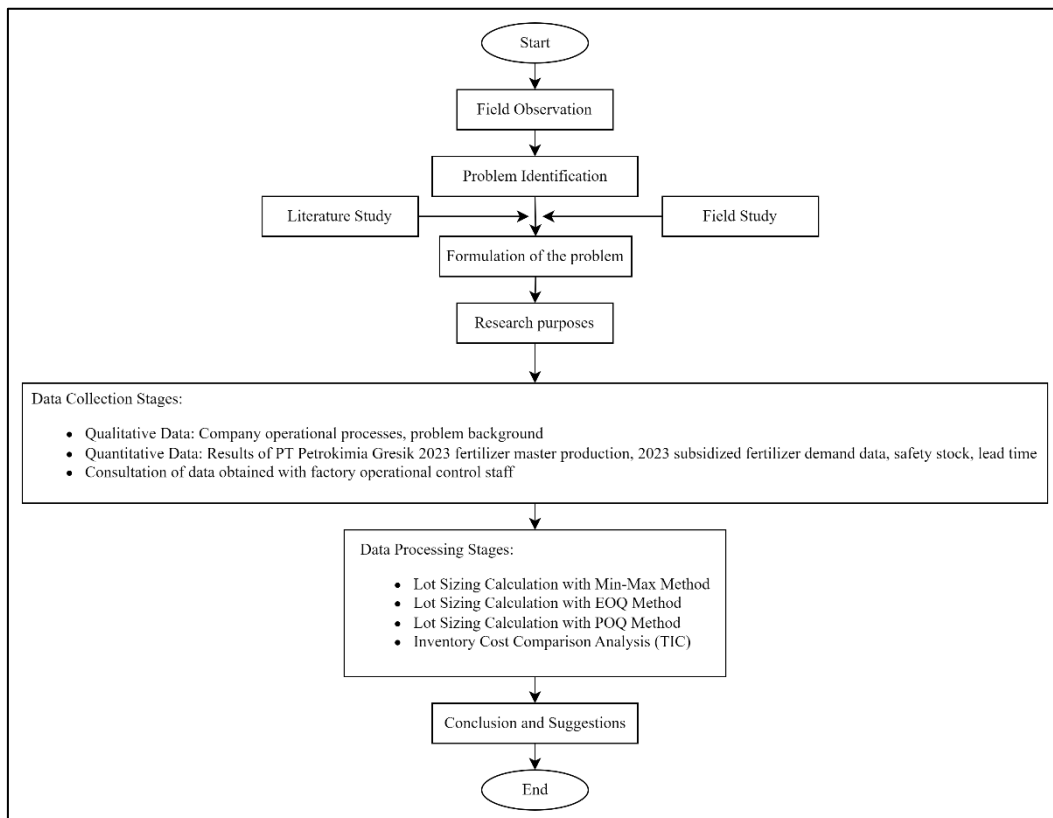 Start
Field Observation
Problem Identification
Literature Study
Field Study
Formulation of the problem
Research purposes
Data Collection Stages:
• Qualitative Data: Company operational processes, problem background
• Quantitative Data: Results of PT Petrokimia Gresik 2023 fertilizer master production, 2023 subsidized fertilizer demand data, safety stock, lead time
• Consultation of data obtained with factory operational control staff
Data Processing Stages:
• Lot Sizing Calculation with Min-Max Method
• Lot Sizing Calculation with EOQ Method
• Lot Sizing Calculation with POQ Method
• Inventory Cost Comparison Analysis (TIC)
Conclusion and Suggestions
End